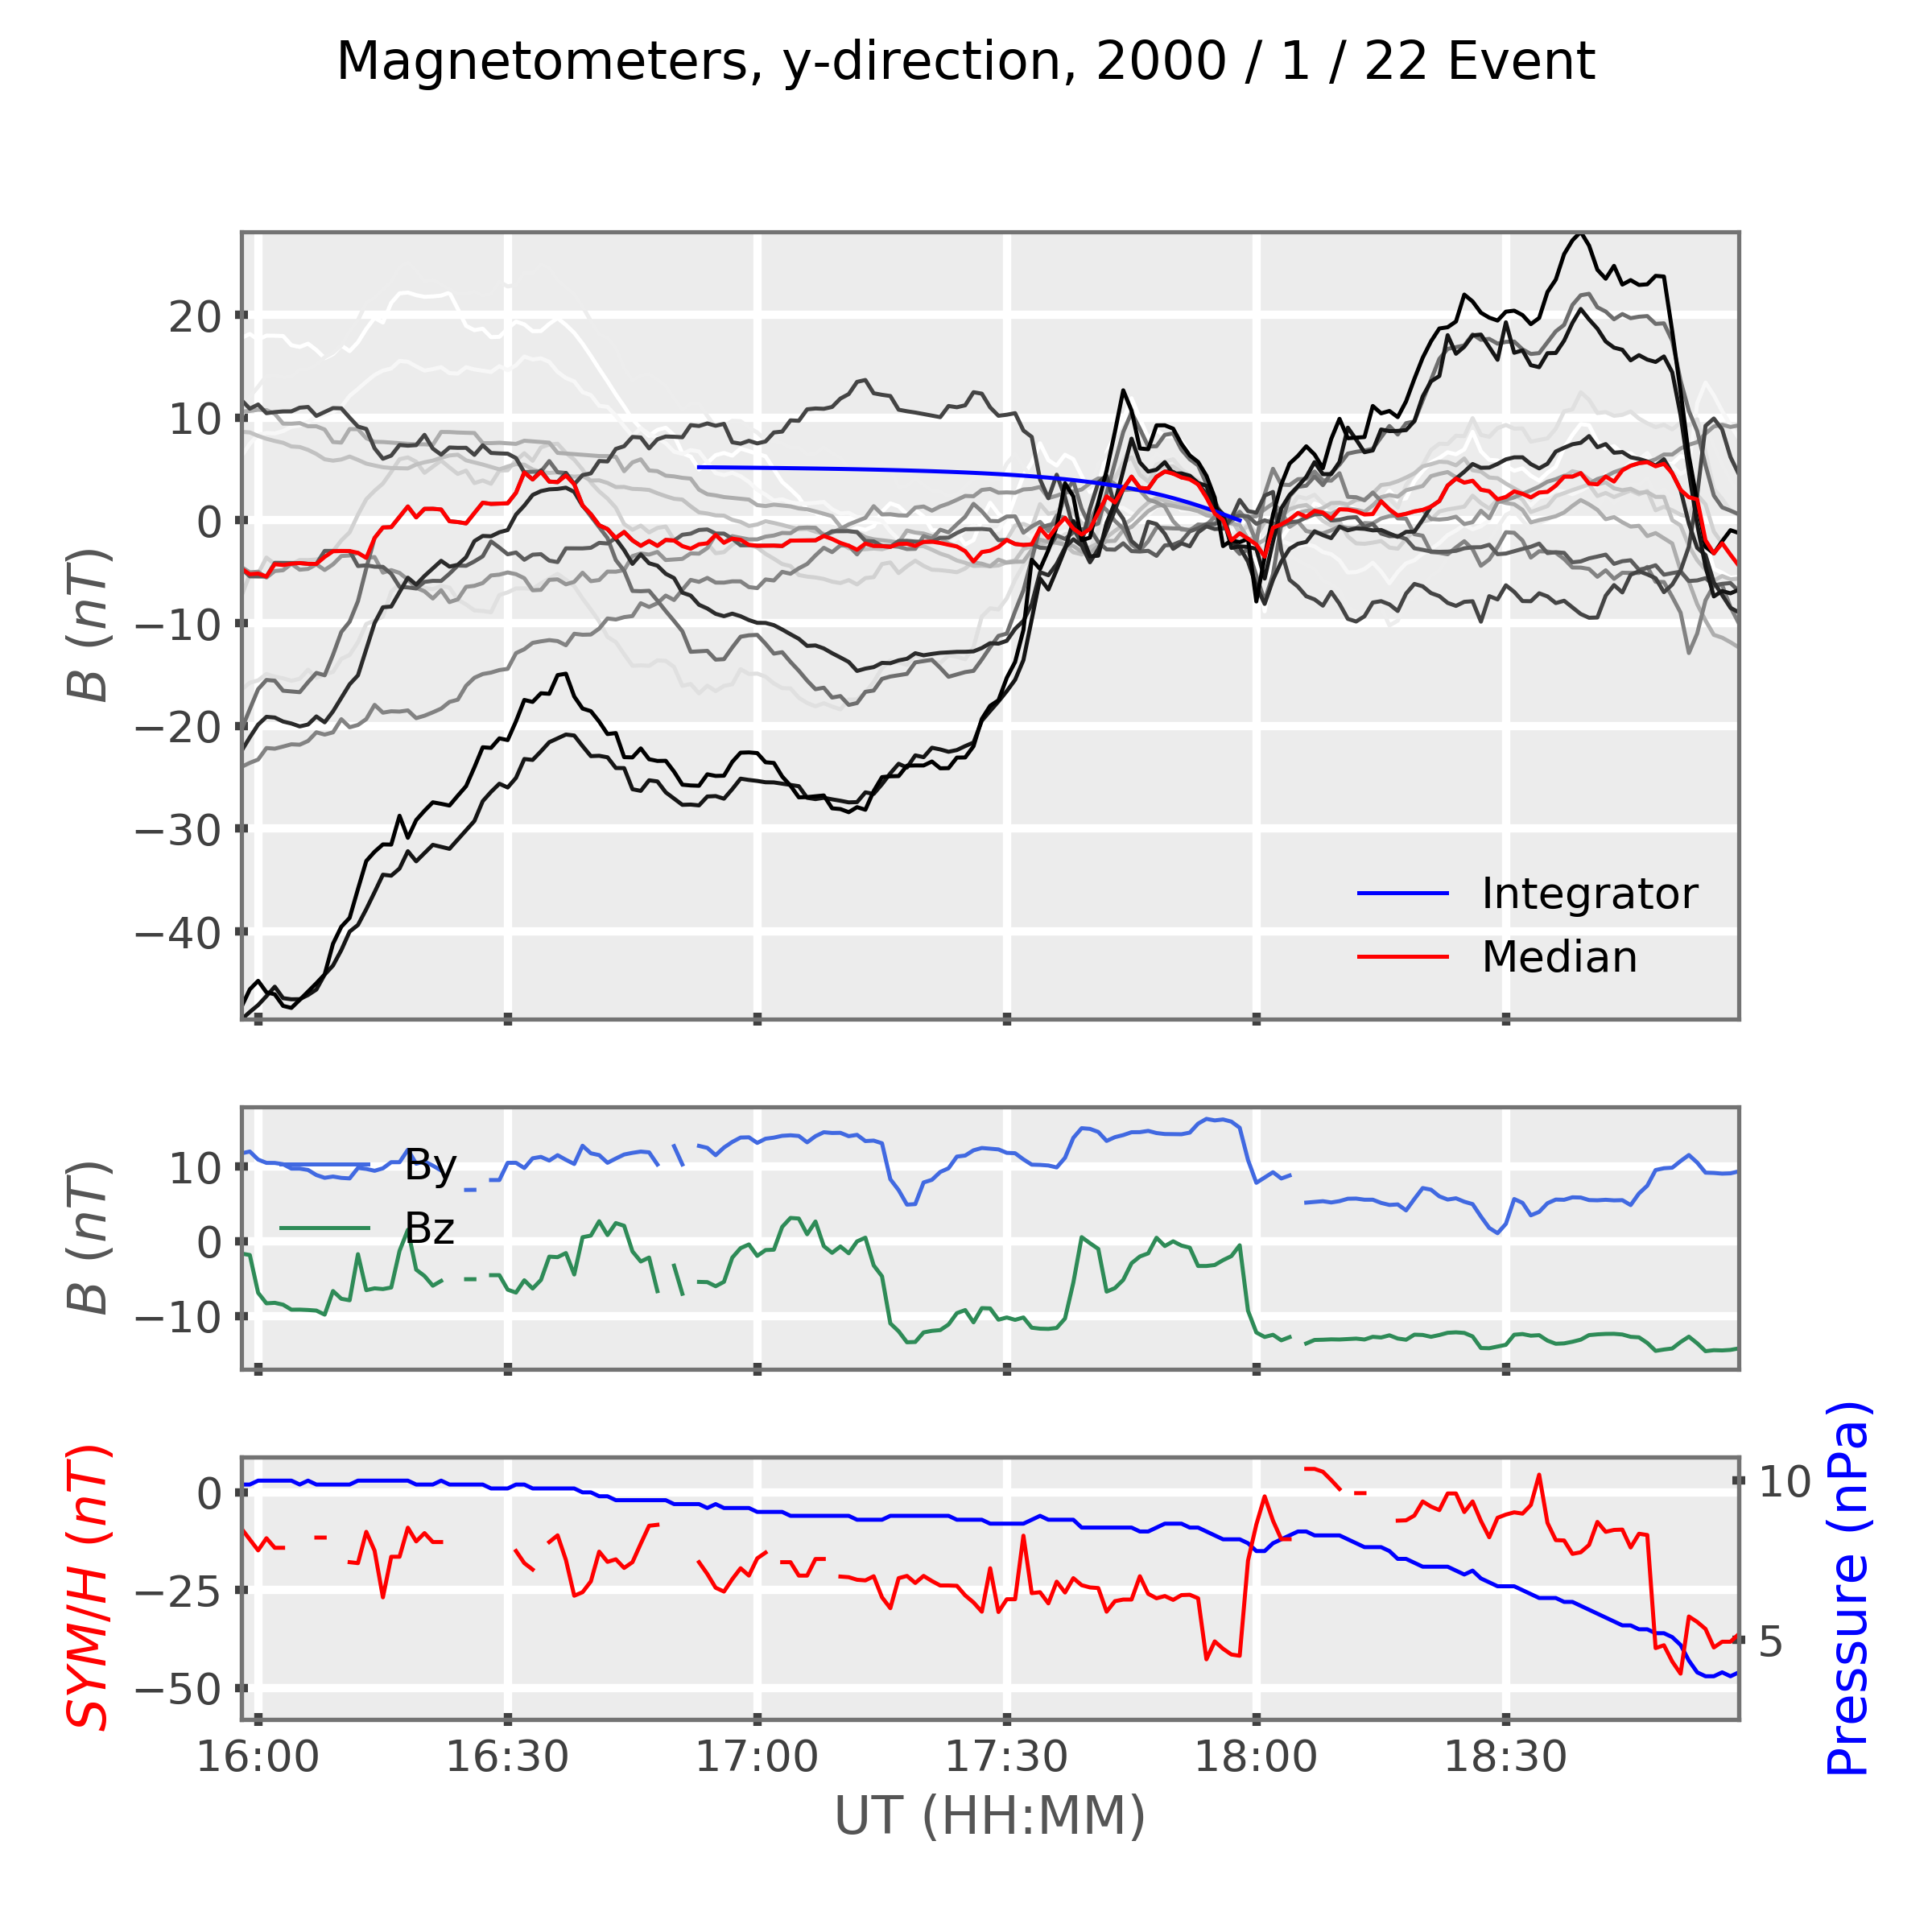 Magnetometers, y-direction, 2000 / 1 / 22 Event
B (nT)
20
10
0
−10
−20
−30
−40
Integrator
Median
B (nT)
10
0
−10
By
Bz
SYM/H (nT)
0
−25
−50
10
5
Pressure (nPa)
16:00 16:30 17:00 17:30 18:00 18:30
UT (HH:MM)